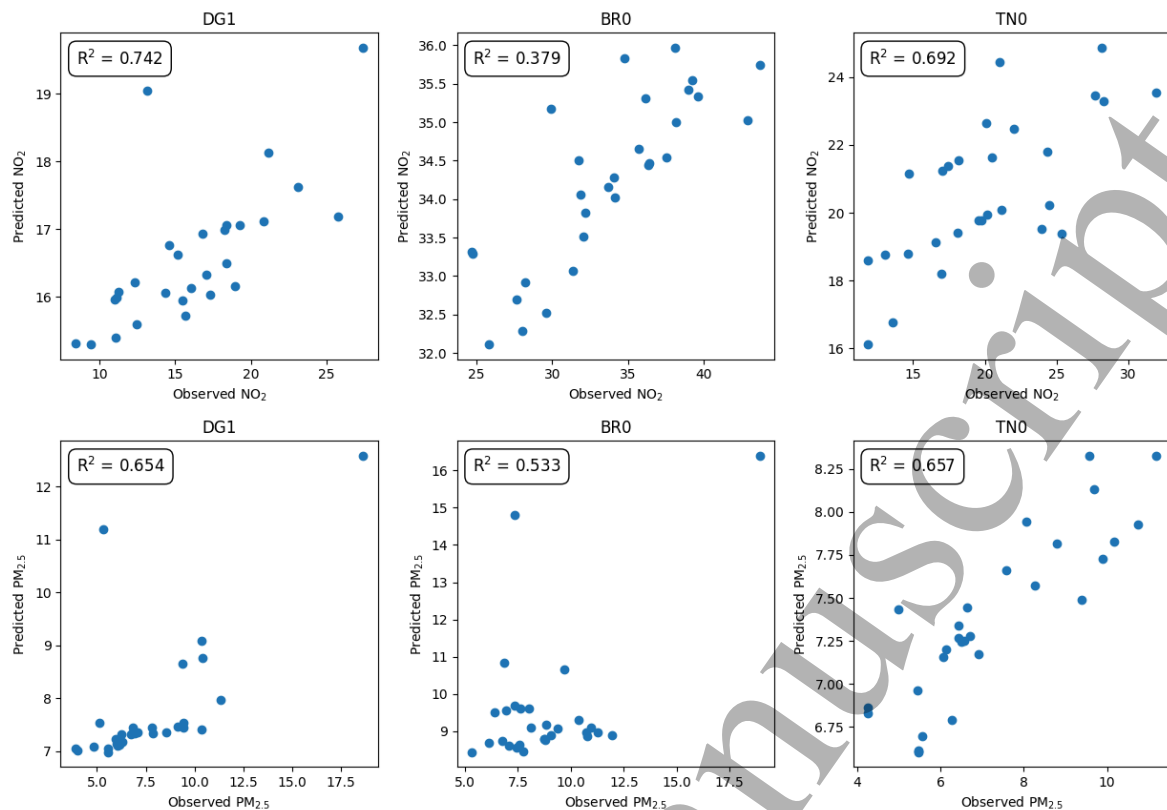 DG1
BR0
TN0
R² = 0.742
R² = 0.379
R² = 0.692
Predicted NO₂
19
18
17
16
Predicted NO₂
36.0
35.5
35.0
34.5
34.0
33.5
33.0
32.5
32.0
Predicted NO₂
24
22
20
18
16
10 15 20 25
25 30 35 40
15 20 25 30
Observed NO₂
Observed NO₂
Observed NO₂
DG1
BR0
TN0
R² = 0.654
R² = 0.533
R² = 0.657
Predicted PM₂.₅
12
11
10
9
8
7
Predicted PM₂.₅
16
15
14
13
12
11
10
9
8
Predicted PM₂.₅
8.25
8.00
7.75
7.50
7.25
7.00
6.75
5.0 7.5 10.0 12.5 15.0 17.5
5.0 7.5 10.0 12.5 15.0 17.5
4 6 8 10
Observed PM₂.₅
Observed PM₂.₅
Observed PM₂.₅
nuscript